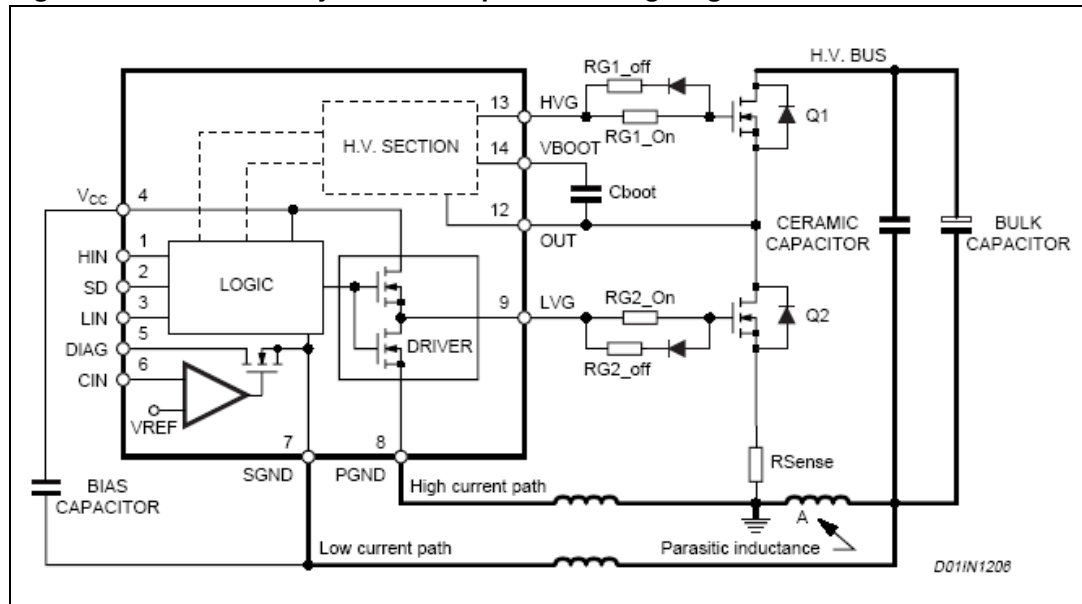 H.V. BUS
RG1_off
13
HVG
RG1_On
Q1
H.V. SECTION
14
VBOOT
Cboot
VCC
4
12
OUT
CERAMIC
CAPACITOR
BULK
CAPACITOR
HIN
1
SD
2
LOGIC
LIN
3
DIAG
5
CIN
6
VREF
DRIVER
9
LVG
RG2_On
Q2
RG2_off
7
8
SGND
PGND
RSense
BIAS
CAPACITOR
High current path
A
Low current path
Parasitic inductance
D01IN1206